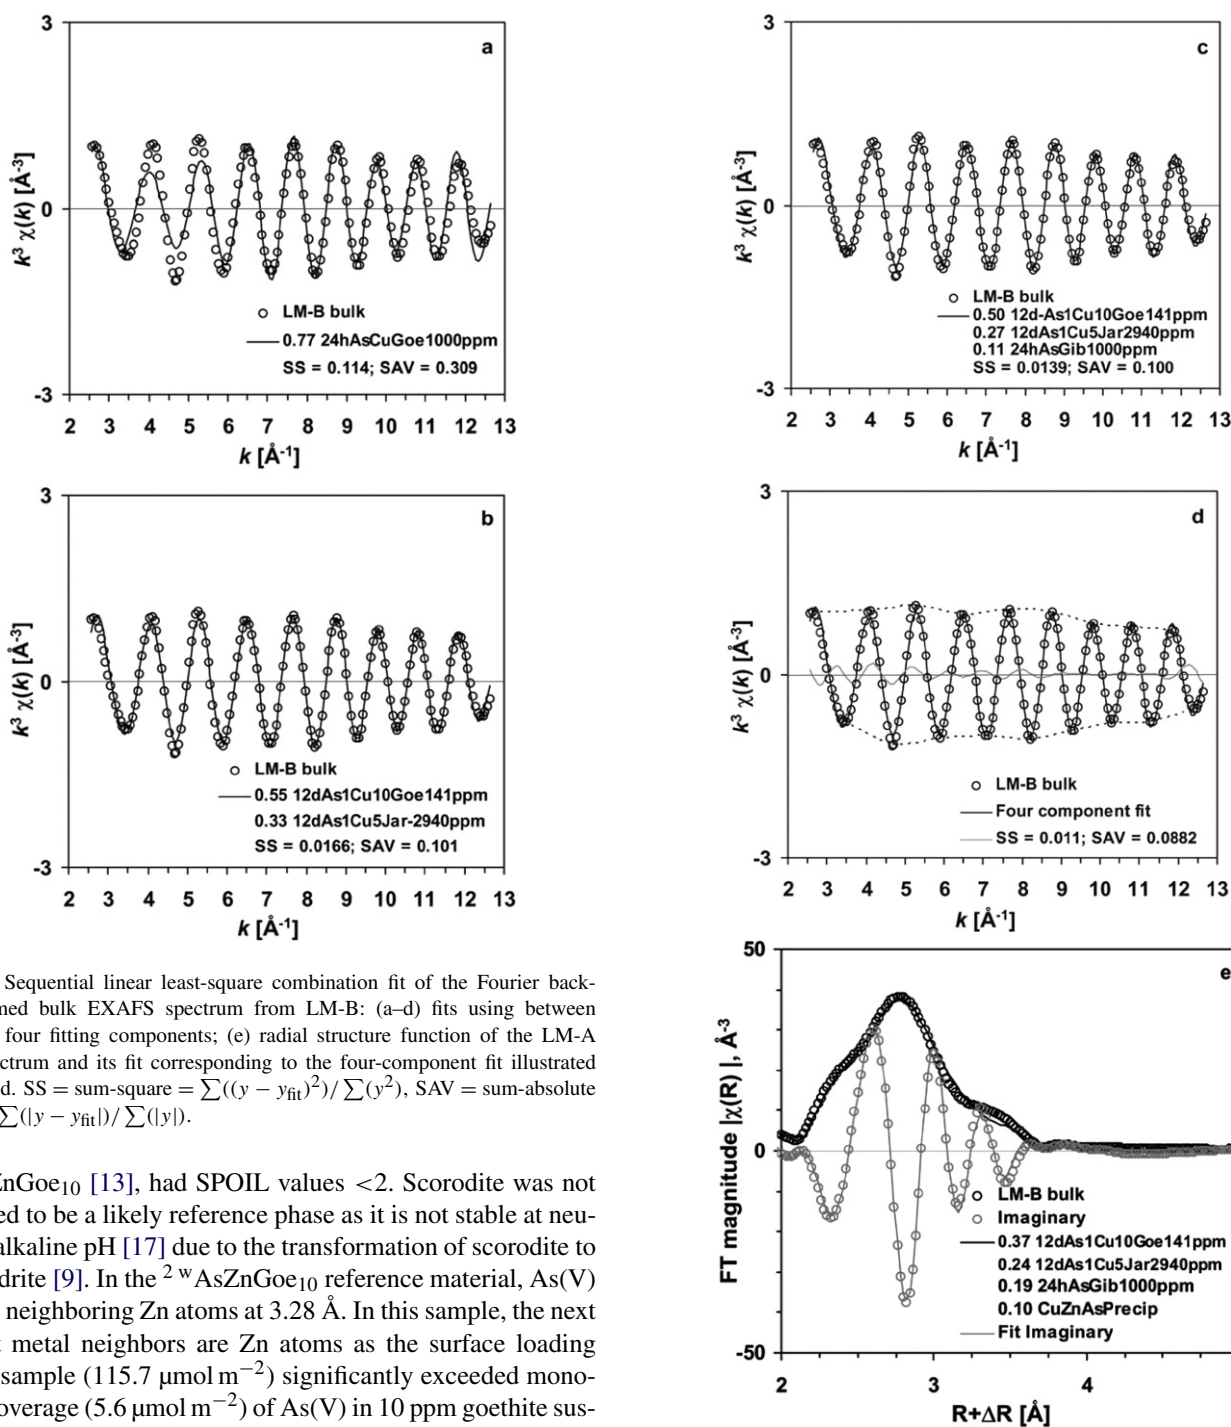 3
a
0
-3
k³ χ(k) [Å⁻³]
LM-B bulk
0.77 24hAsCuGoe1000ppm
SS = 0.114; SAV = 0.309
2 3 4 5 6 7 8 9 10 11 12 13
k [Å⁻¹]
3
b
0
-3
k³ χ(k) [Å⁻³]
LM-B bulk
0.55 12dAs1Cu10Goe141ppm
0.33 12dAs1Cu5Jar-2940ppm
SS = 0.0166; SAV = 0.101
2 3 4 5 6 7 8 9 10 11 12 13
k [Å⁻¹]
Sequential linear least-square combination fit of the Fourier back-
med bulk EXAFS spectrum from LM-B: (a–d) fits using between
four fitting components; (e) radial structure function of the LM-A
ectrum and its fit corresponding to the four-component fit illustrated
d. SS = sum-square = ∑((y − y_fit)²)/∑(y²), SAV = sum-absolute
∑(|y − y_fit|)/∑(|y|).
ZnGoe₁₀ [13], had SPOIL values <2. Scorodite was not
ed to be a likely reference phase as it is not stable at neu-
alkaline pH [17] due to the transformation of scorodite to
drite [9]. In the ² ʷAsZnGoe₁₀ reference material, As(V)
neighboring Zn atoms at 3.28 Å. In this sample, the next
t metal neighbors are Zn atoms as the surface loading
sample (115.7 µmol m⁻²) significantly exceeded mono-
overage (5.6 µmol m⁻²) of As(V) in 10 ppm goethite sus-
3
c
0
-3
k³ χ(k) [Å⁻³]
LM-B bulk
0.50 12d-As1Cu10Goe141ppm
0.27 12dAs1Cu5Jar2940ppm
0.11 24hAsGib1000ppm
SS = 0.0139; SAV = 0.100
2 3 4 5 6 7 8 9 10 11 12 13
k [Å⁻¹]
3
d
0
-3
k³ χ(k) [Å⁻³]
LM-B bulk
Four component fit
SS = 0.011; SAV = 0.0882
2 3 4 5 6 7 8 9 10 11 12 13
k [Å⁻¹]
50
e
0
-50
FT magnitude |χ(R) |, Å⁻³
LM-B bulk
Imaginary
0.37 12dAs1Cu10Goe141ppm
0.24 12dAs1Cu5Jar2940ppm
0.19 24hAsGib1000ppm
0.10 CuZnAsPrecip
Fit Imaginary
2 3 4
R+ΔR [Å]